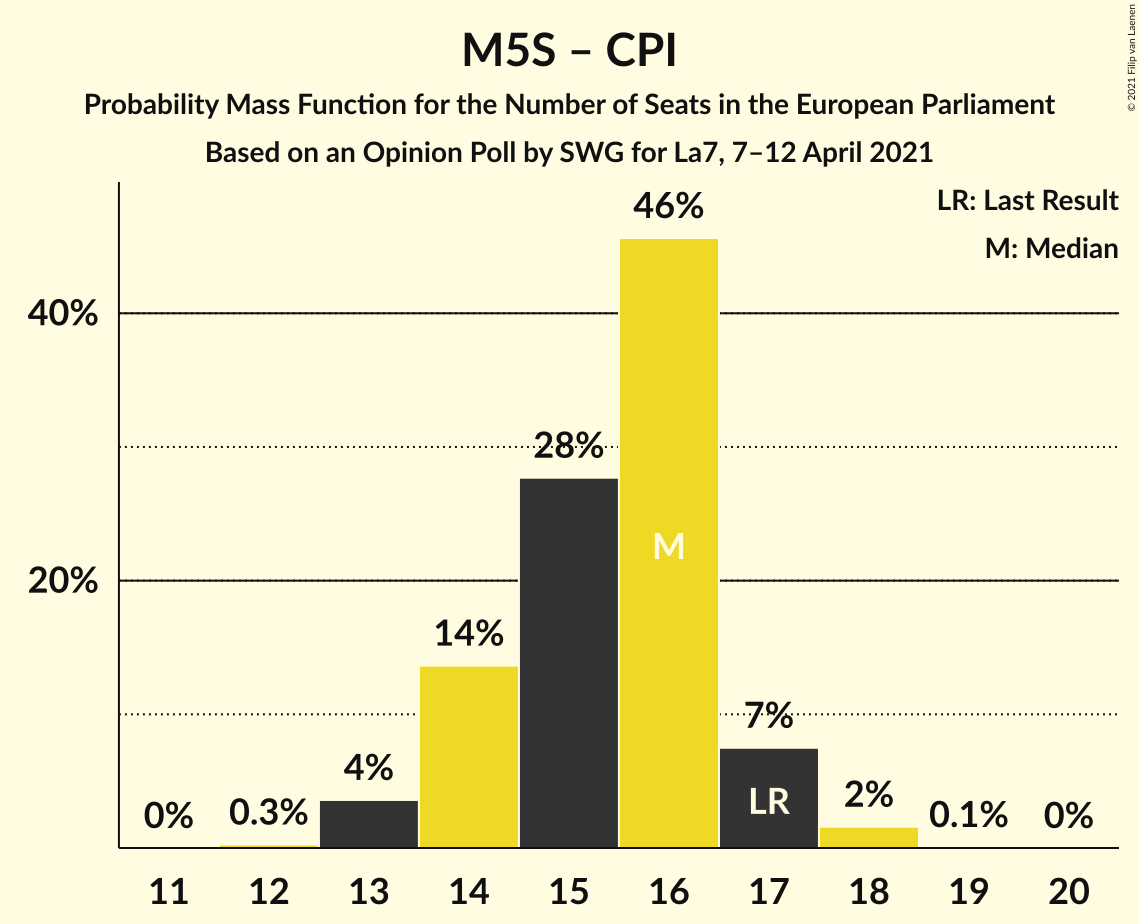 © 2021 Filip van Laenen
M5S – CPI
Probability Mass Function for the Number of Seats in the European Parliament
Based on an Opinion Poll by SWG for La7, 7–12 April 2021
LR: Last Result
M: Median
46%
40%
28%
M
20%
14%
7%
4%
LR
2%
0%
0.3%
0.1%
0%
11 12 13 14 15 16 17 18 19 20